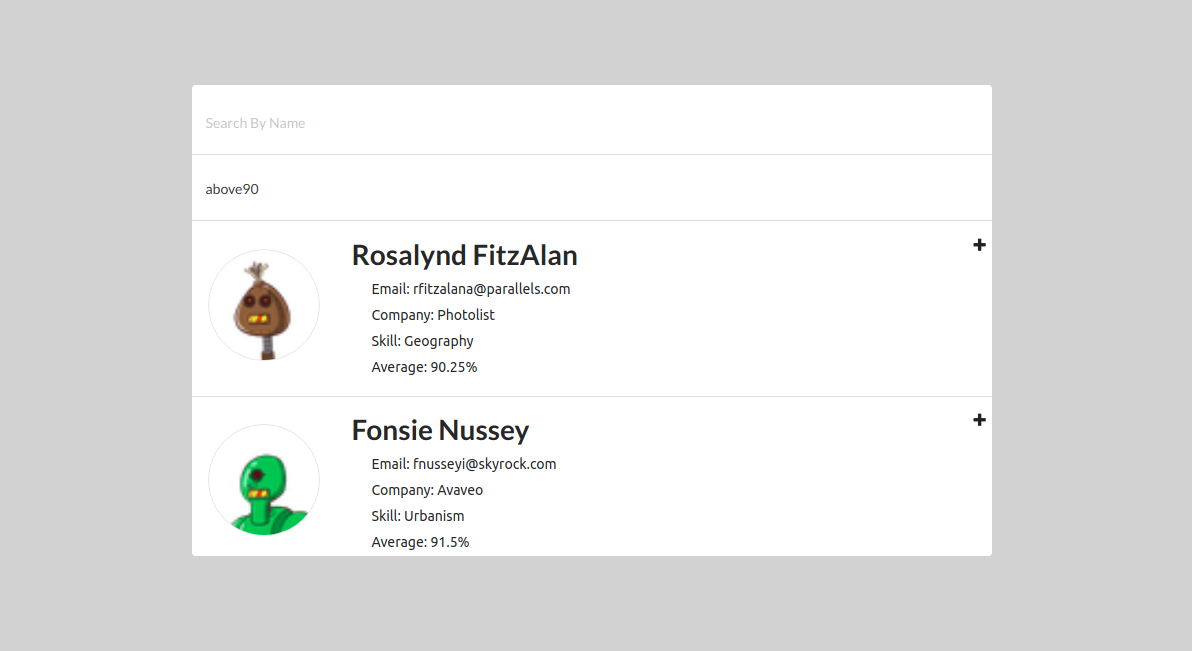 Search By Name
above90
Rosalynd FitzAlan
Email: rfitzalana@parallels.com
Company: Photolist
Skill: Geography
Average: 90.25%
Fonsie Nussey
Email: fnusseyi@skyrock.com
Company: Avaveo
Skill: Urbanism
Average: 91.5%